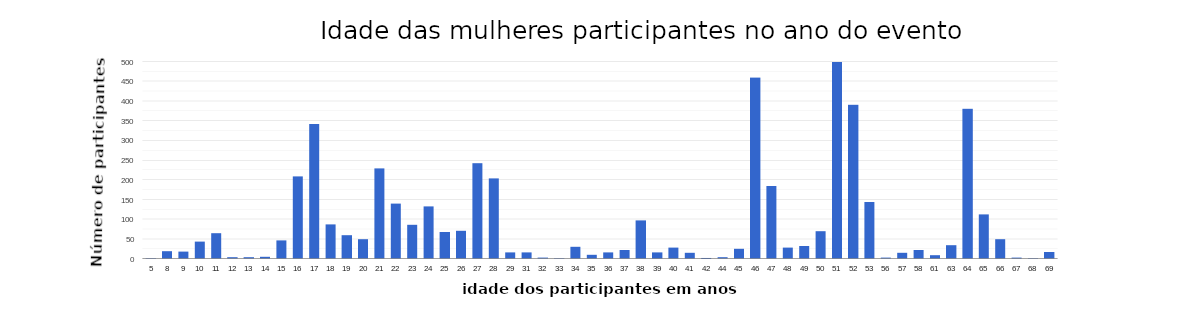 Idade das mulheres participantes no ano do evento
Número de participantes
500
450
400
350
300
250
200
150
100
50
0
5 8 9 10 11 12 13 14 15 16 17 18 19 20 21 22 23 24 25 26 27 28 29 31 32 33 34 35 36 37 38 39 40 41 42 44 45 46 47 48 49 50 51 52 53 56 57 58 61 63 64 65 66 67 68 69
idade dos participantes em anos